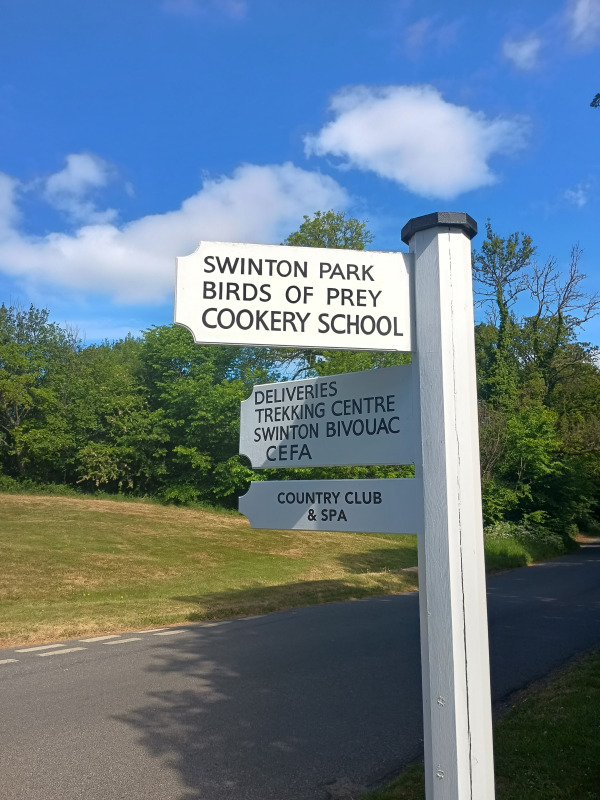 SWINTON PARK
BIRDS OF PREY
COOKERY SCHOOL
DELIVERIES
TREKKING CENTRE
SWINTON BIVOUAC
CEFA
COUNTRY CLUB
& SPA